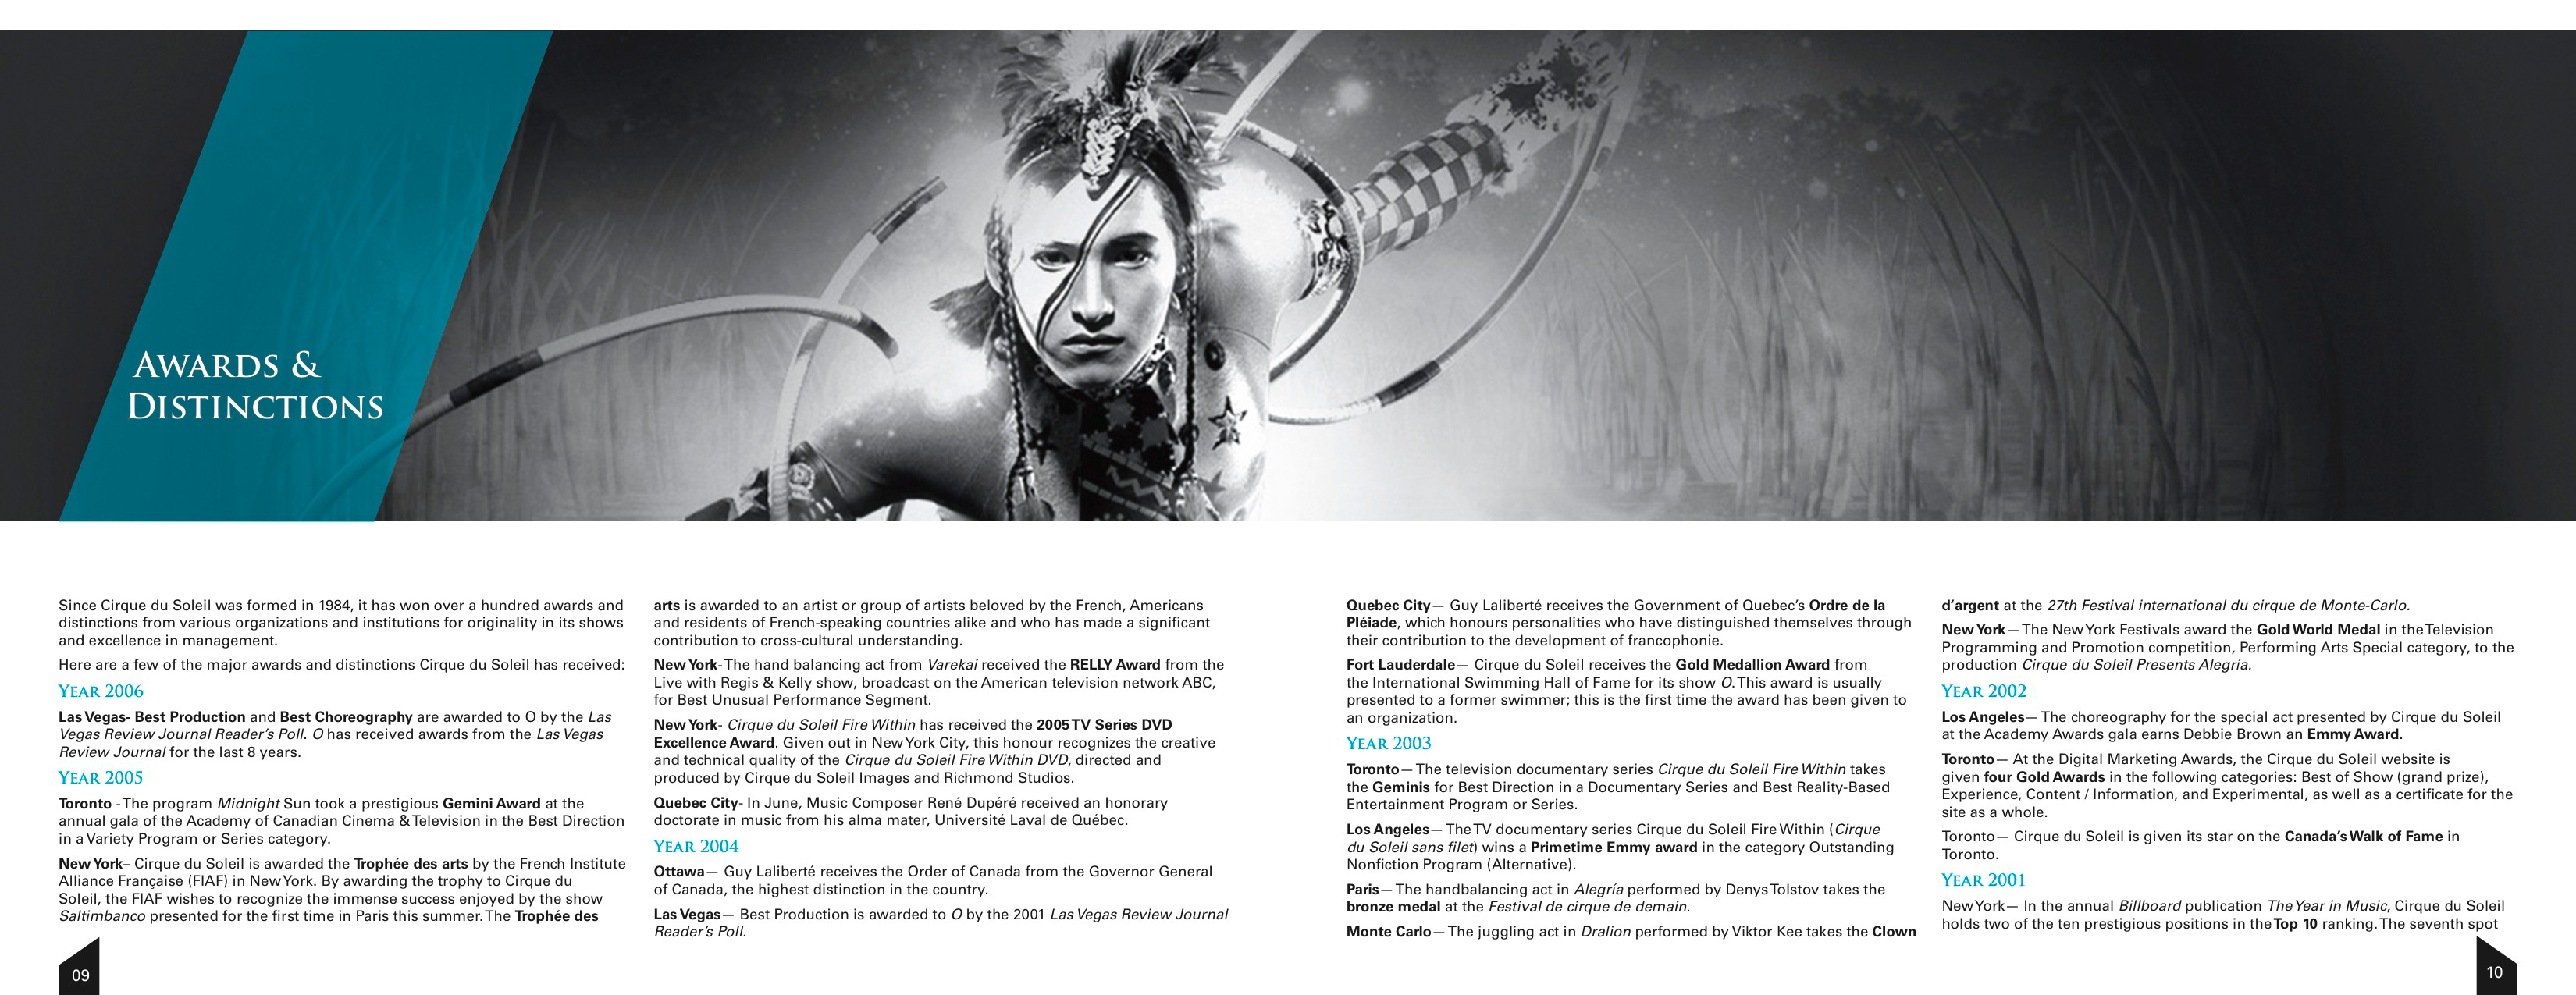 AWARDS &
DISTINCTIONS
Since Cirque du Soleil was formed in 1984, it has won over a hundred awards and
distinctions from various organizations and institutions for originality in its shows
and excellence in management.
Here are a few of the major awards and distinctions Cirque du Soleil has received:
YEAR 2006
Las Vegas- Best Production and Best Choreography are awarded to O by the Las
Vegas Review Journal Reader's Poll. O has received awards from the Las Vegas
Review Journal for the last 8 years.
YEAR 2005
Toronto - The program Midnight Sun took a prestigious Gemini Award at the
annual gala of the Academy of Canadian Cinema & Television in the Best Direction
in a Variety Program or Series category.
New York– Cirque du Soleil is awarded the Trophée des arts by the French Institute
Alliance Française (FIAF) in New York. By awarding the trophy to Cirque du
Soleil, the FIAF wishes to recognize the immense success enjoyed by the show
Saltimbanco presented for the first time in Paris this summer. The Trophée des
arts is awarded to an artist or group of artists beloved by the French, Americans
and residents of French-speaking countries alike and who has made a significant
contribution to cross-cultural understanding.
New York- The hand balancing act from Varekai received the RELLY Award from the
Live with Regis & Kelly show, broadcast on the American television network ABC,
for Best Unusual Performance Segment.
New York- Cirque du Soleil Fire Within has received the 2005 TV Series DVD
Excellence Award. Given out in New York City, this honour recognizes the creative
and technical quality of the Cirque du Soleil Fire Within DVD, directed and
produced by Cirque du Soleil Images and Richmond Studios.
Quebec City- In June, Music Composer René Dupéré received an honorary
doctorate in music from his alma mater, Université Laval de Québec.
YEAR 2004
Ottawa— Guy Laliberté receives the Order of Canada from the Governor General
of Canada, the highest distinction in the country.
Las Vegas— Best Production is awarded to O by the 2001 Las Vegas Review Journal
Reader's Poll.
09
Quebec City— Guy Laliberté receives the Government of Quebec's Ordre de la
Pléiade, which honours personalities who have distinguished themselves through
their contribution to the development of francophonie.
Fort Lauderdale— Cirque du Soleil receives the Gold Medallion Award from
the International Swimming Hall of Fame for its show O. This award is usually
presented to a former swimmer; this is the first time the award has been given to
an organization.
YEAR 2003
Toronto— The television documentary series Cirque du Soleil Fire Within takes
the Geminis for Best Direction in a Documentary Series and Best Reality-Based
Entertainment Program or Series.
Los Angeles— The TV documentary series Cirque du Soleil Fire Within (Cirque
du Soleil sans filet) wins a Primetime Emmy award in the category Outstanding
Nonfiction Program (Alternative).
Paris— The handbalancing act in Alegría performed by Denys Tolstov takes the
bronze medal at the Festival de cirque de demain.
Monte Carlo— The juggling act in Dralion performed by Viktor Kee takes the Clown
d'argent at the 27th Festival international du cirque de Monte-Carlo.
New York— The New York Festivals award the Gold World Medal in the Television
Programming and Promotion competition, Performing Arts Special category, to the
production Cirque du Soleil Presents Alegría.
YEAR 2002
Los Angeles— The choreography for the special act presented by Cirque du Soleil
at the Academy Awards gala earns Debbie Brown an Emmy Award.
Toronto— At the Digital Marketing Awards, the Cirque du Soleil website is
given four Gold Awards in the following categories: Best of Show (grand prize),
Experience, Content / Information, and Experimental, as well as a certificate for the
site as a whole.
Toronto— Cirque du Soleil is given its star on the Canada's Walk of Fame in
Toronto.
YEAR 2001
New York— In the annual Billboard publication The Year in Music, Cirque du Soleil
holds two of the ten prestigious positions in the Top 10 ranking. The seventh spot
10